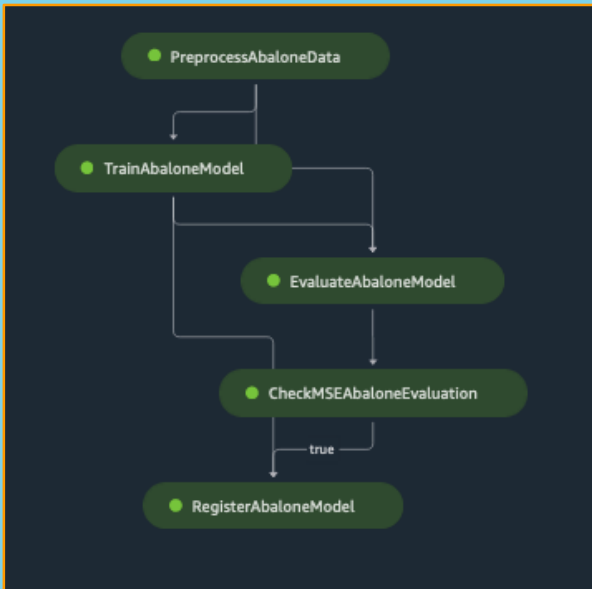 PreprocessAbaloneData
TrainAbaloneModel
EvaluateAbaloneModel
CheckMSEAbaloneEvaluation
true
RegisterAbaloneModel